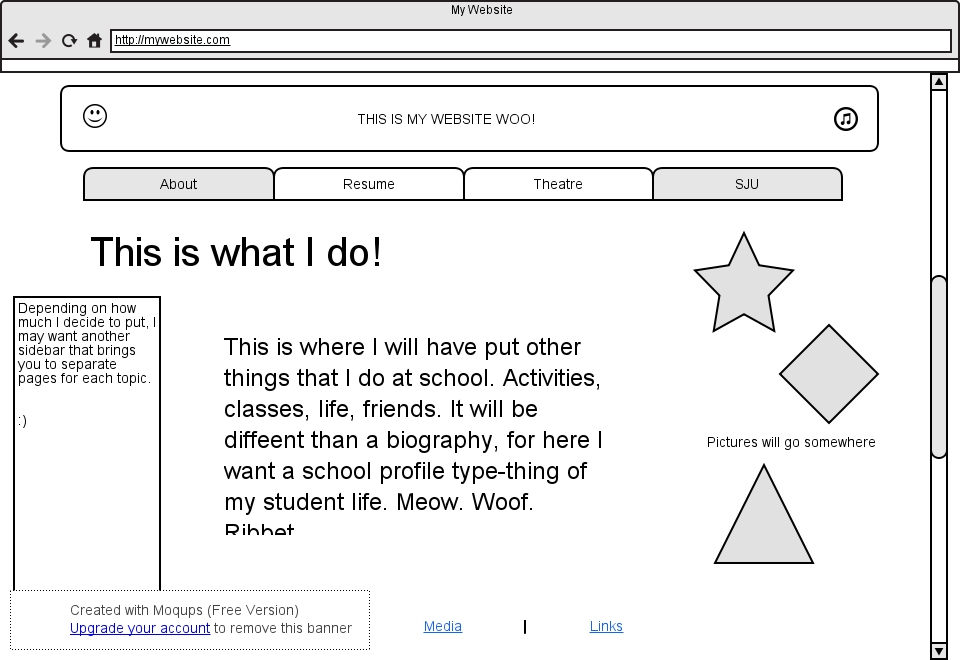 My Website
http://mywebsite.com
THIS IS MY WEBSITE WOO!
About
Resume
Theatre
SJU
This is what I do!
Depending on how
much I decide to put, I
may want another
sidebar that brings
you to separate
pages for each topic.
:)
This is where I will have put other
things that I do at school. Activities,
classes, life, friends. It will be
diffeent than a biography, for here I
want a school profile type-thing of
my student life. Meow. Woof.
Ribbet
Pictures will go somewhere
Created with Moqups (Free Version)
Upgrade your account to remove this banner
Media | Links